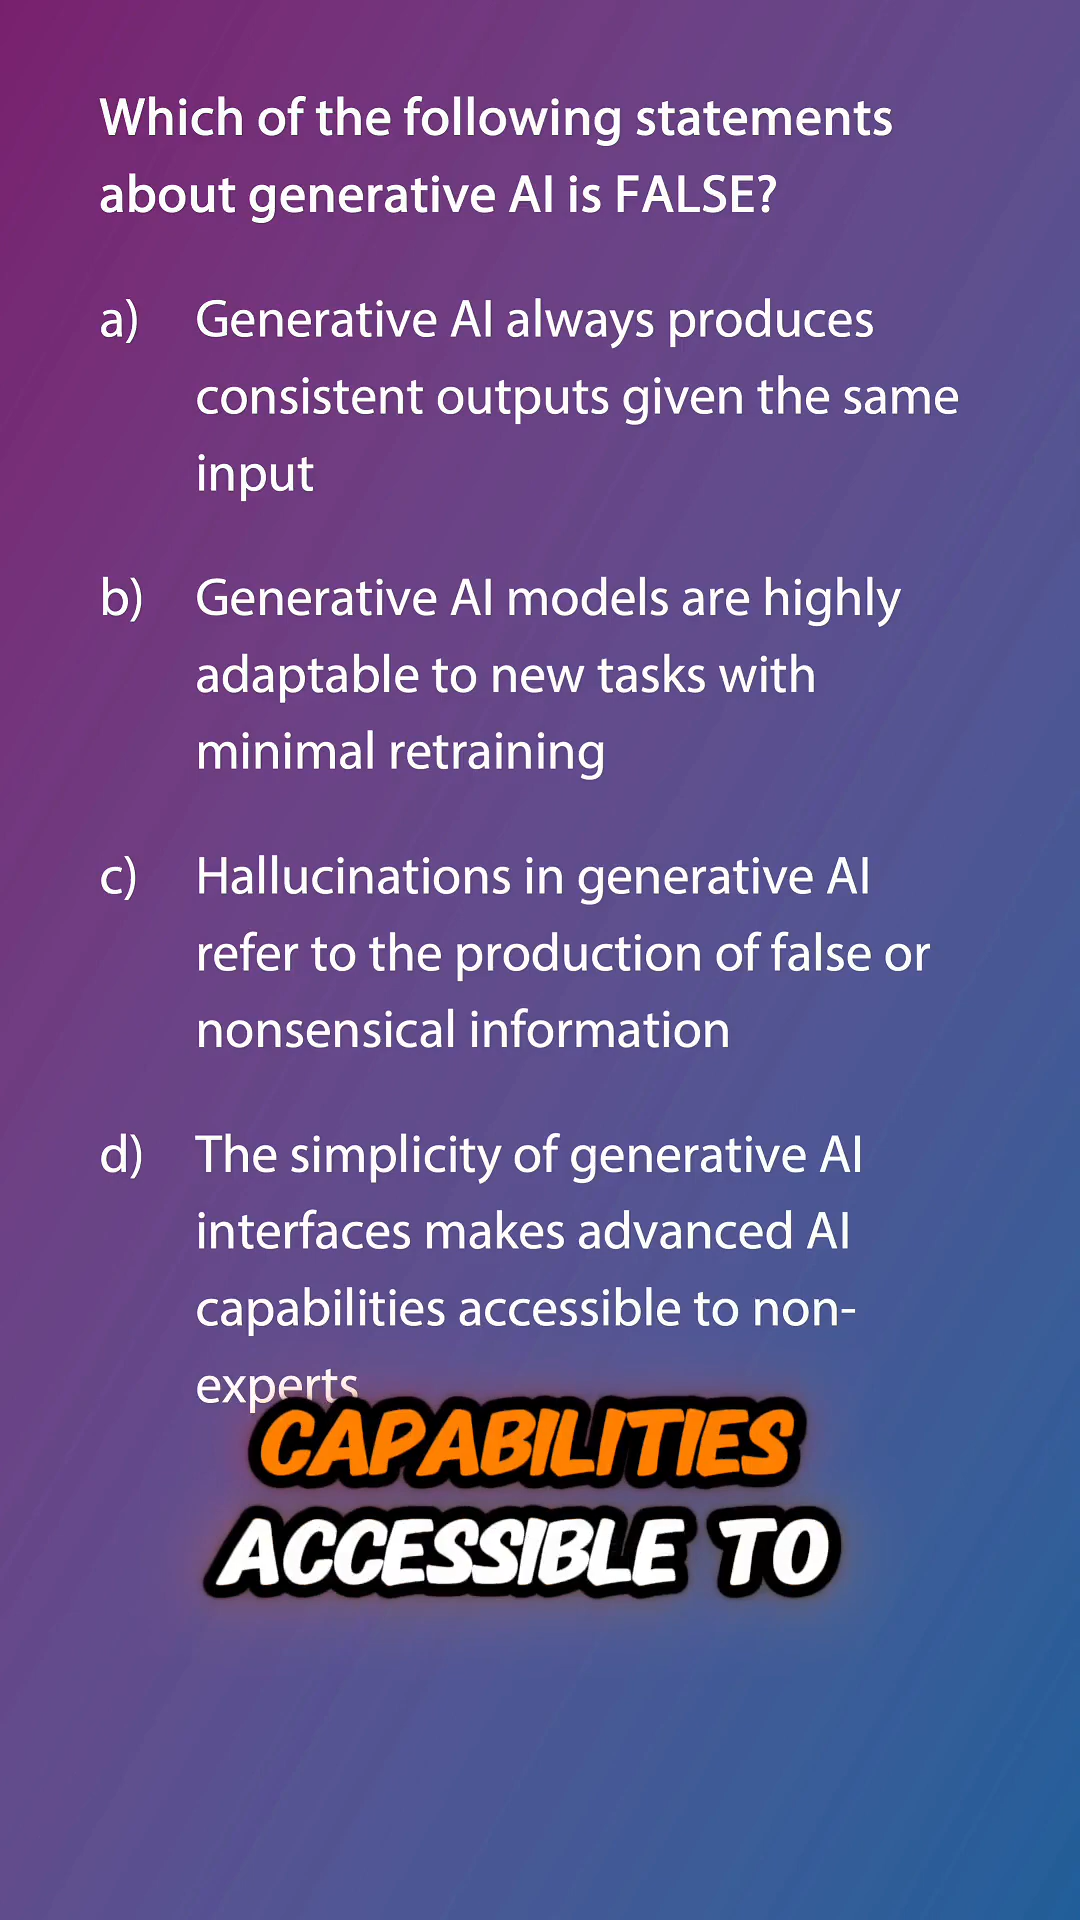 Which of the following statements
about generative AI is FALSE?
a) Generative AI always produces
consistent outputs given the same
input
b) Generative AI models are highly
adaptable to new tasks with
minimal retraining
c) Hallucinations in generative AI
refer to the production of false or
nonsensical information
d) The simplicity of generative AI
interfaces makes advanced AI
capabilities accessible to non-
experts
CAPABILITIES
ACCESSIBLE TO